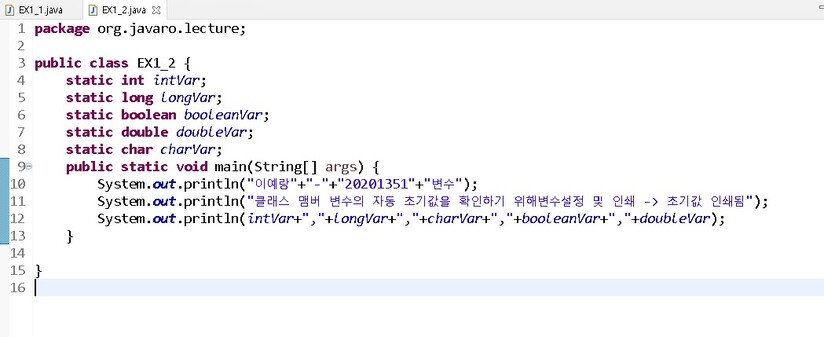 EX1_1.java EX1_2.java
1 package org.javaro.lecture;
2
3 public class EX1_2 {
4 static int intVar;
5 static long longVar;
6 static boolean booleanVar;
7 static double doubleVar;
8 static char charVar;
9 public static void main(String[] args) {
10 System.out.println("이예랑"+"-"+"20201351"+"변수");
11 System.out.println("클래스 맴버 변수의 자동 초기값을 확인하기 위해변수설정 및 인쇄 -> 초기값 인쇄됨");
12 System.out.println(intVar+","+longVar+","+charVar+","+booleanVar+","+doubleVar);
13 }
14
15 }
16